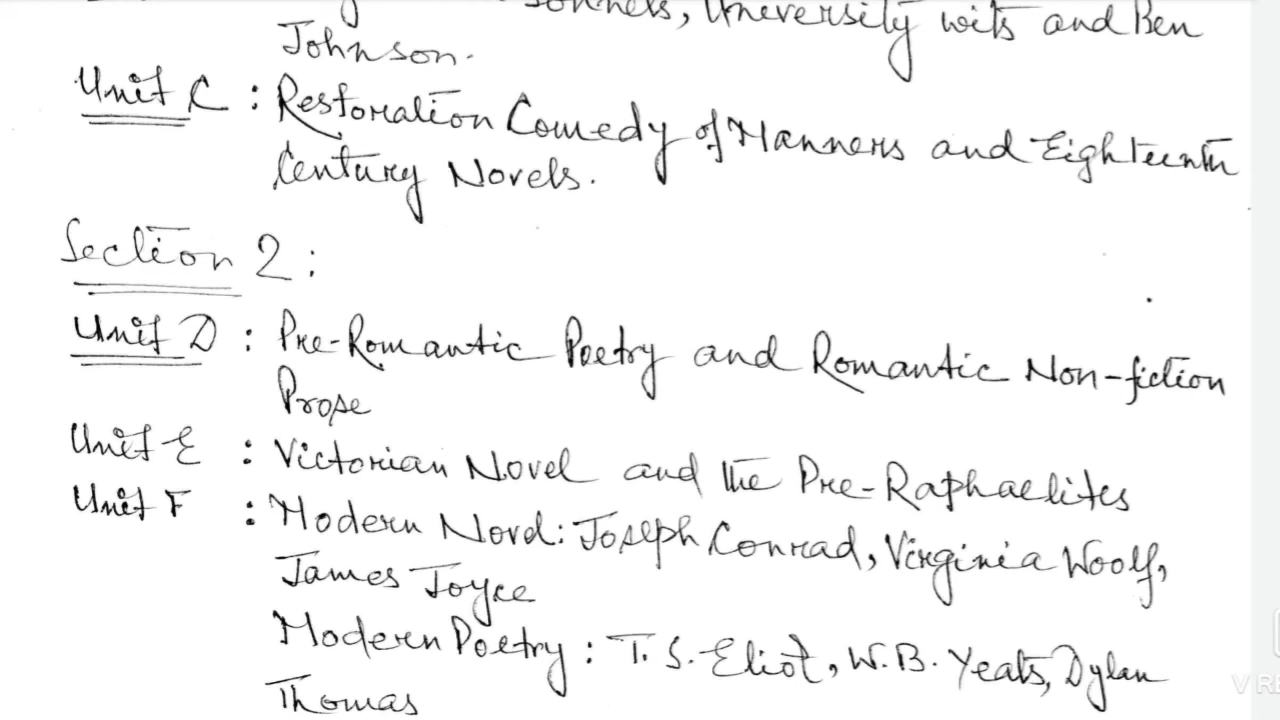 Sonnets, University wits and Ben
Johnson.
Unit C : Restoration Comedy of Manners and Eighteenth
Century Novels.
Section 2 :
Unit D : Pre-Romantic Poetry and Romantic Non-fiction
Prose
Unit E : Victorian Novel and the Pre-Raphaelites
Unit F : Modern Novel: Joseph Conrad, Virginia Woolf,
James Joyce
Modern Poetry : T. S. Eliot, W.B. Yeats, Dylan
Thomas